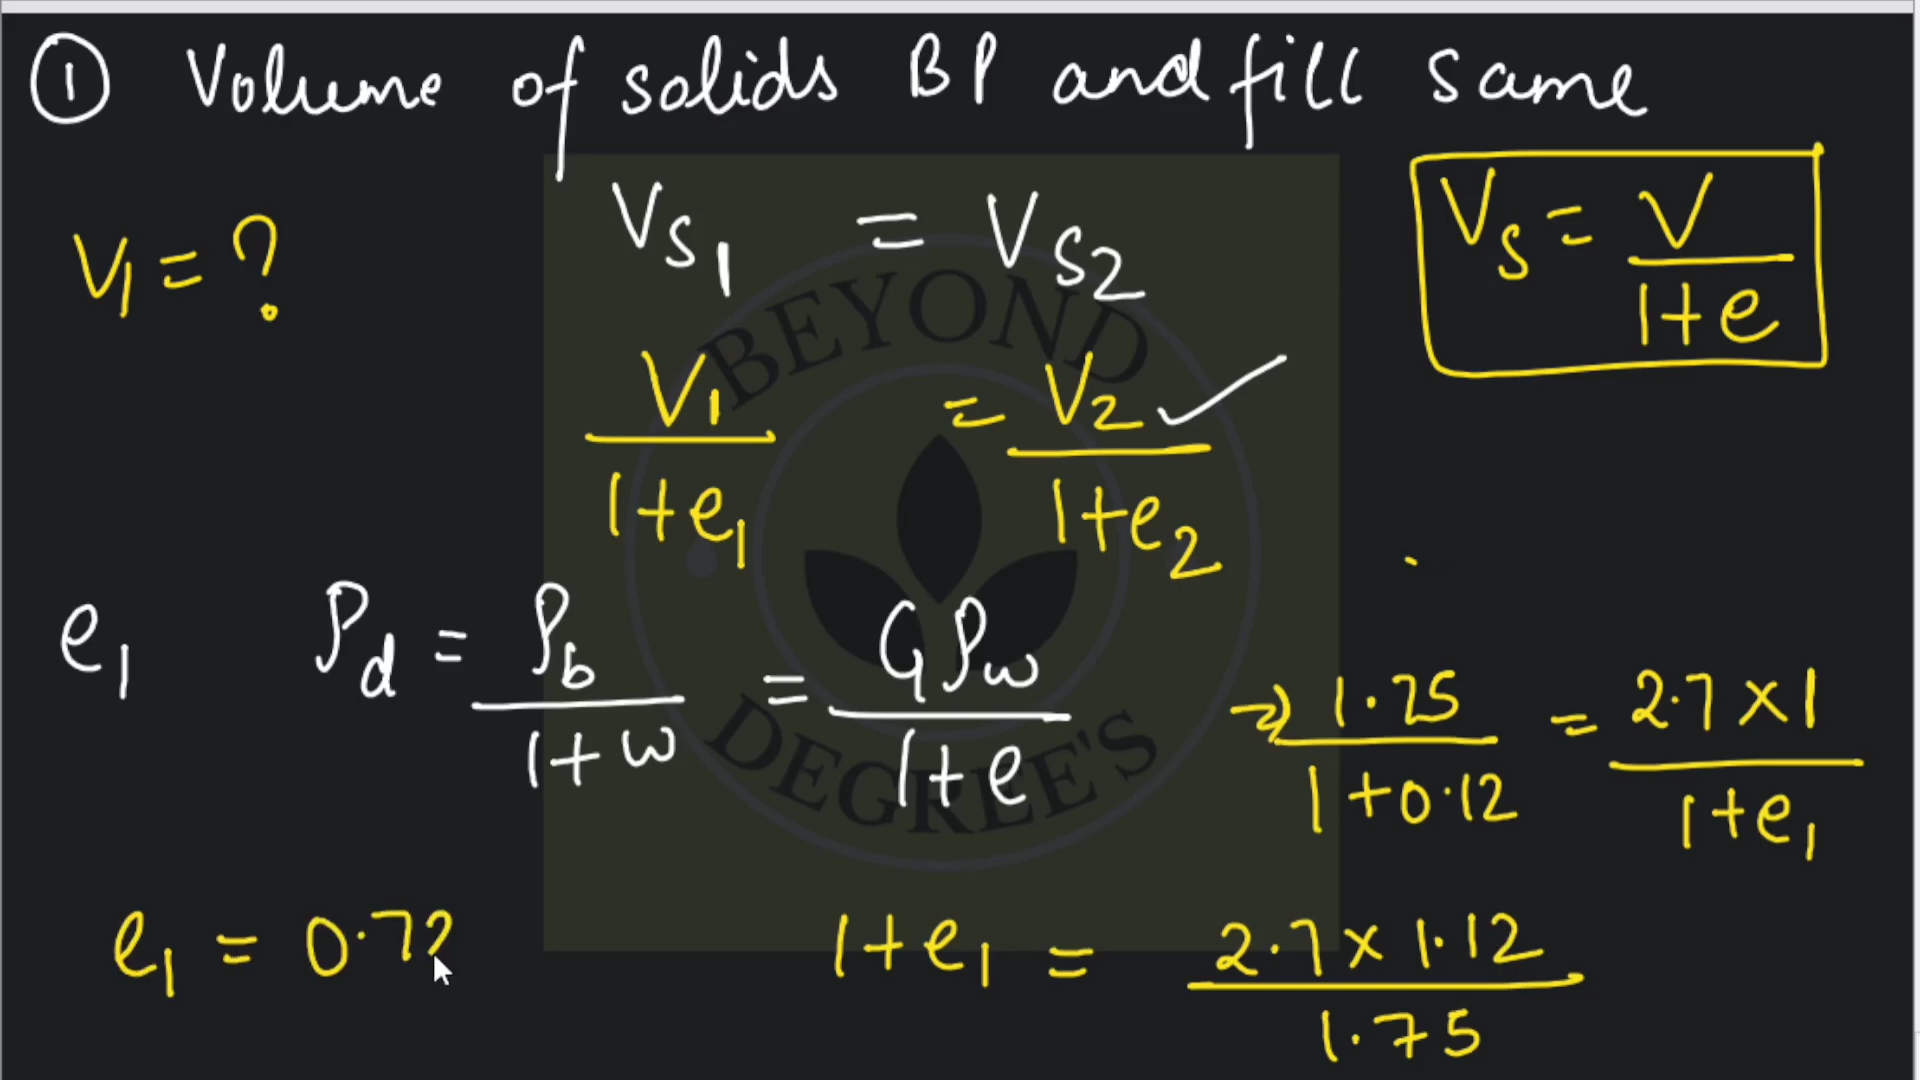 ① Volume of solids BP and fill same
V₁ = ?
Vs₁ = Vs₂
Vs = V / 1+e
V₁ / 1+e₁ = V₂ / 1+e₂ ✓
e₁ ρd = ρb / 1+w = Gρw / 1+e
→ 1.75 / 1+0.12 = 2.7×1 / 1+e₁
e₁ = 0.72
1+e₁ = 2.7×1.12 / 1.75
BEYOND
DEGREE'S